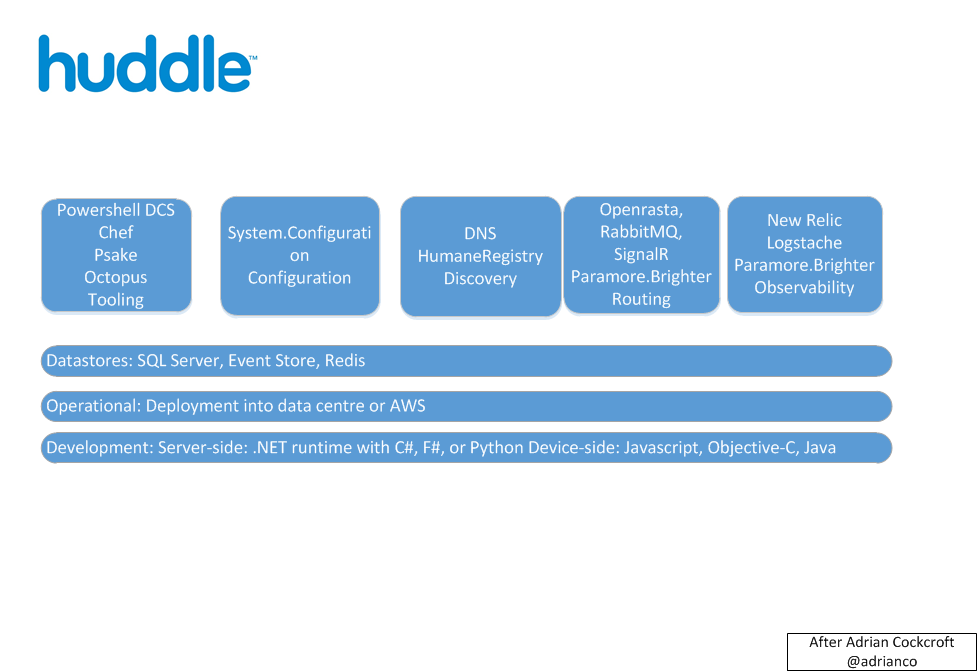 huddle™
Powershell DCS
Chef
Psake
Octopus
Tooling
System.Configurati
on
Configuration
DNS
HumaneRegistry
Discovery
Openrasta,
RabbitMQ,
SignalR
Paramore.Brighter
Routing
New Relic
Logstache
Paramore.Brighter
Observability
Datastores: SQL Server, Event Store, Redis
Operational: Deployment into data centre or AWS
Development: Server-side: .NET runtime with C#, F#, or Python Device-side: Javascript, Objective-C, Java
After Adrian Cockcroft
@adrianco